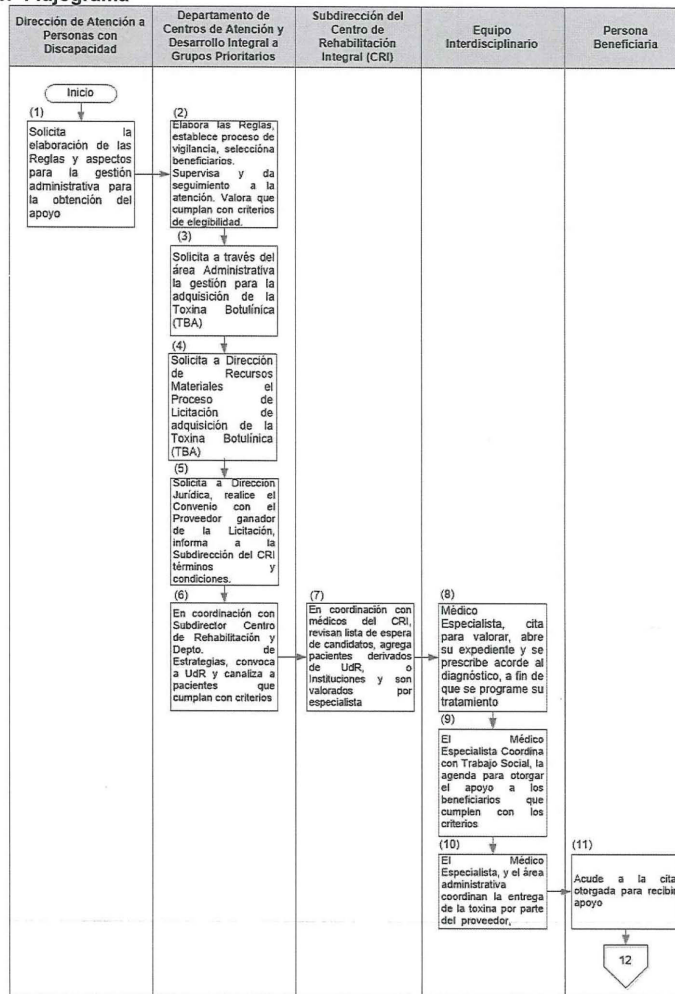 Flujograma
Dirección de Atención a
Personas con
Discapacidad
Departamento de
Centros de Atención y
Desarrollo Integral a
Grupos Prioritarios
Subdirección del
Centro de
Rehabilitación
Integral (CRI)
Equipo
Interdisciplinario
Persona
Beneficiaria
Inicio
(1)
Solicita la
elaboración de las
Reglas y aspectos
para la gestión
administrativa para
la obtención del
apoyo
(2)
Elabora las Reglas,
establece proceso de
vigilancia, seleccióna
beneficiarios.
Supervisa y da
seguimiento a la
atención. Valora que
cumplan con criterios
de elegibilidad.
(3)
Solicita a través del
área Administrativa
la gestión para la
adquisición de la
Toxina Botulínica
(TBA)
(4)
Solicita a Dirección
de Recursos
Materiales el
Proceso de
Licitación de
adquisición de la
Toxina Botulínica
(TBA)
(5)
Solicita a Dirección
Jurídica, realice el
Convenio con el
Proveedor ganador
de la Licitación,
informa a la
Subdirección del CRI
términos y
condiciones.
(6)
En coordinación con
Subdirector Centro
de Rehabilitación y
Depto. de
Estrategias, convoca
a UdR y canaliza a
pacientes que
cumplan con criterios
(7)
En coordinación con
médicos del CRI,
revisan lista de espera
de candidatos, agrega
pacientes derivados
de UdR, o
Instituciones y son
valorados por
especialista
(8)
Médico
Especialista, cita
para valorar, abre
su expediente y se
prescribe acorde al
diagnóstico, a fin de
que se programe su
tratamiento
(9)
El Médico
Especialista Coordina
con Trabajo Social, la
agenda para otorgar
el apoyo a los
beneficiarios que
cumplen con los
criterios
(10)
El Médico
Especialista, y el área
administrativa
coordinan la entrega
de la toxina por parte
del proveedor,
(11)
Acude a la cita
otorgada para recibir
apoyo
12